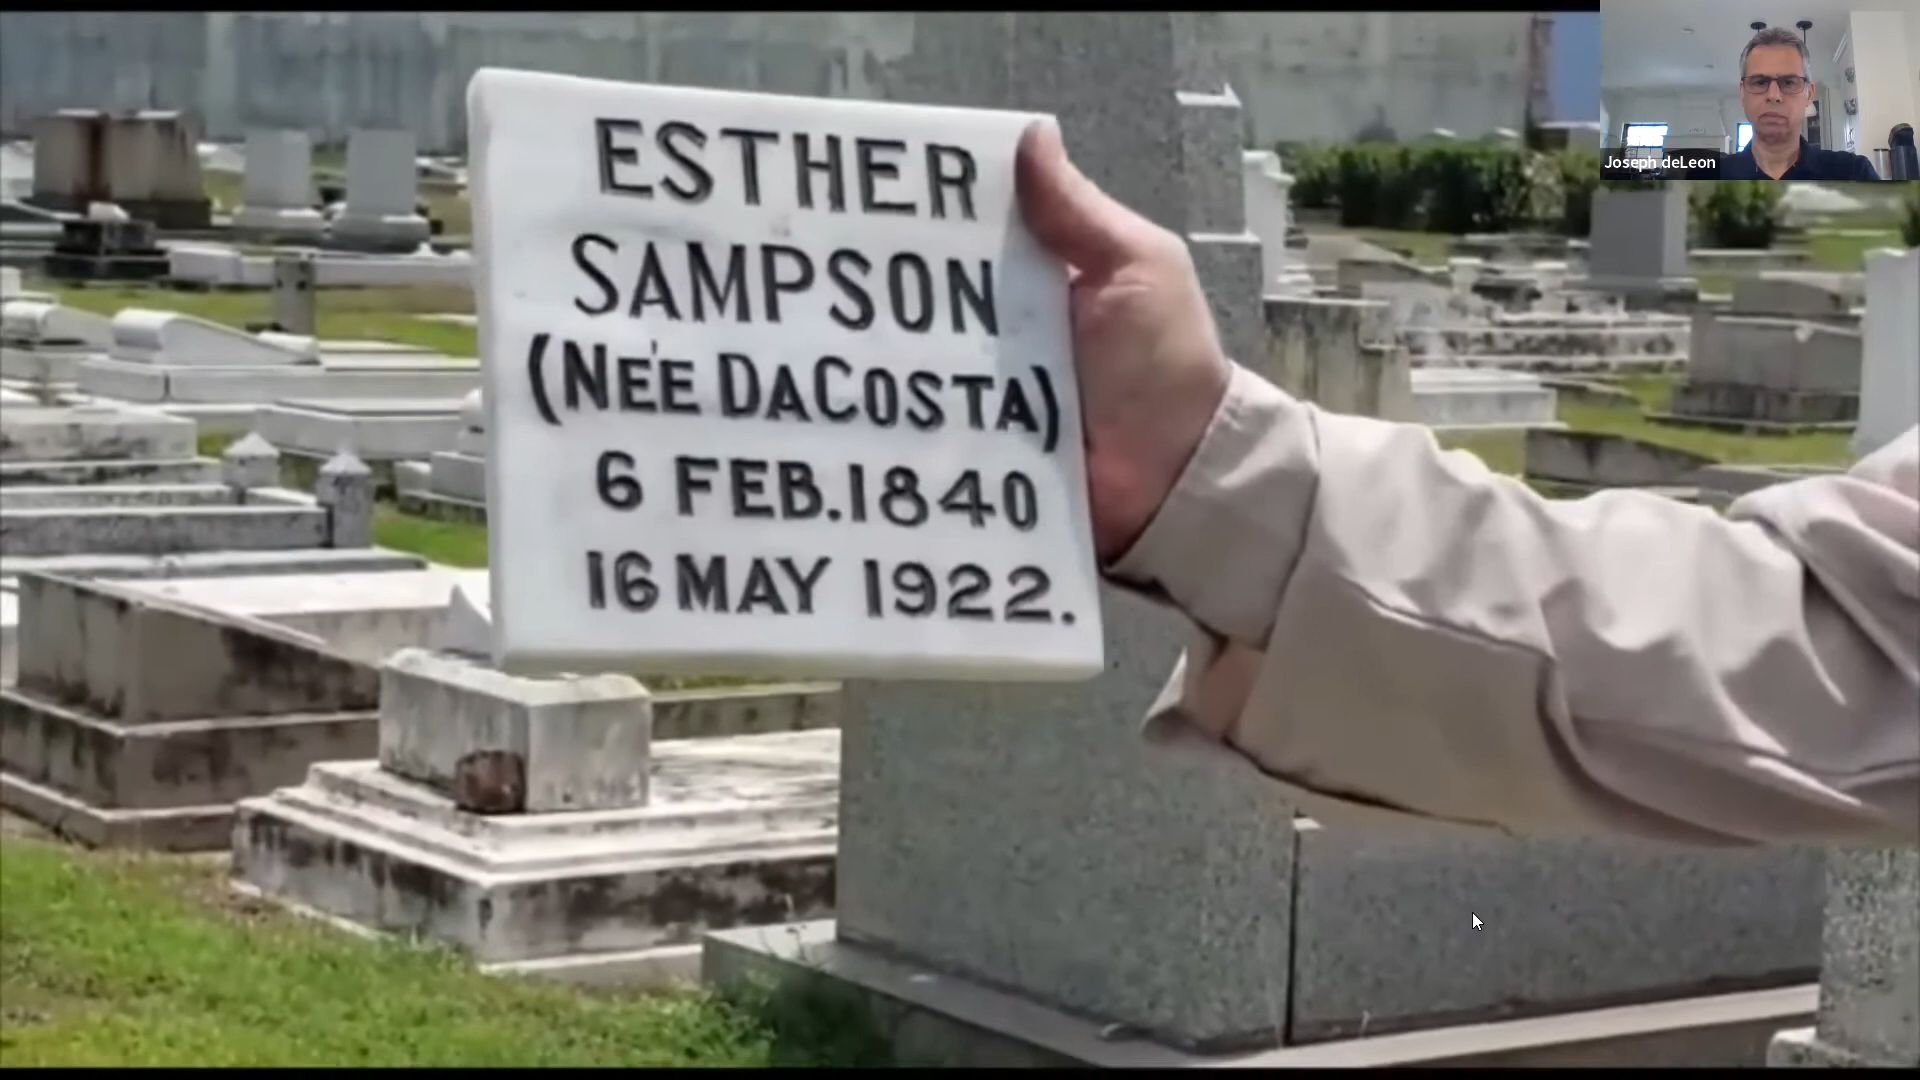 ESTHER
SAMPSON
(NÉE DACOSTA)
6 FEB. 1840
16 MAY 1922.
Joseph deLeon